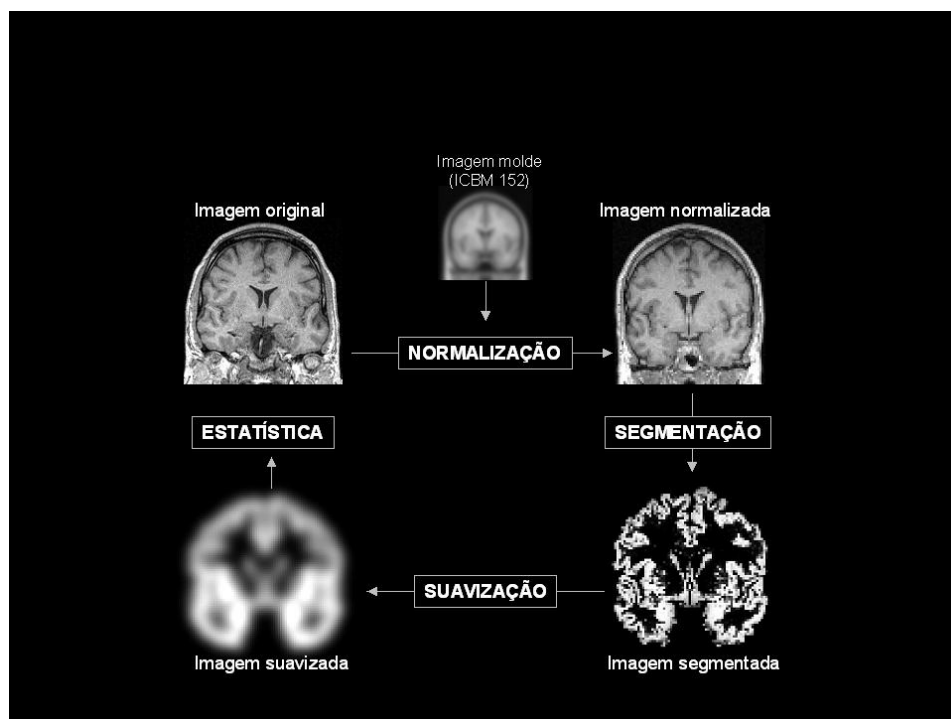 Imagem molde
(ICBM 152)
Imagem original
Imagem normalizada
NORMALIZAÇÃO
ESTATÍSTICA
SEGMENTAÇÃO
SUAVIZAÇÃO
Imagem suavizada
Imagem segmentada